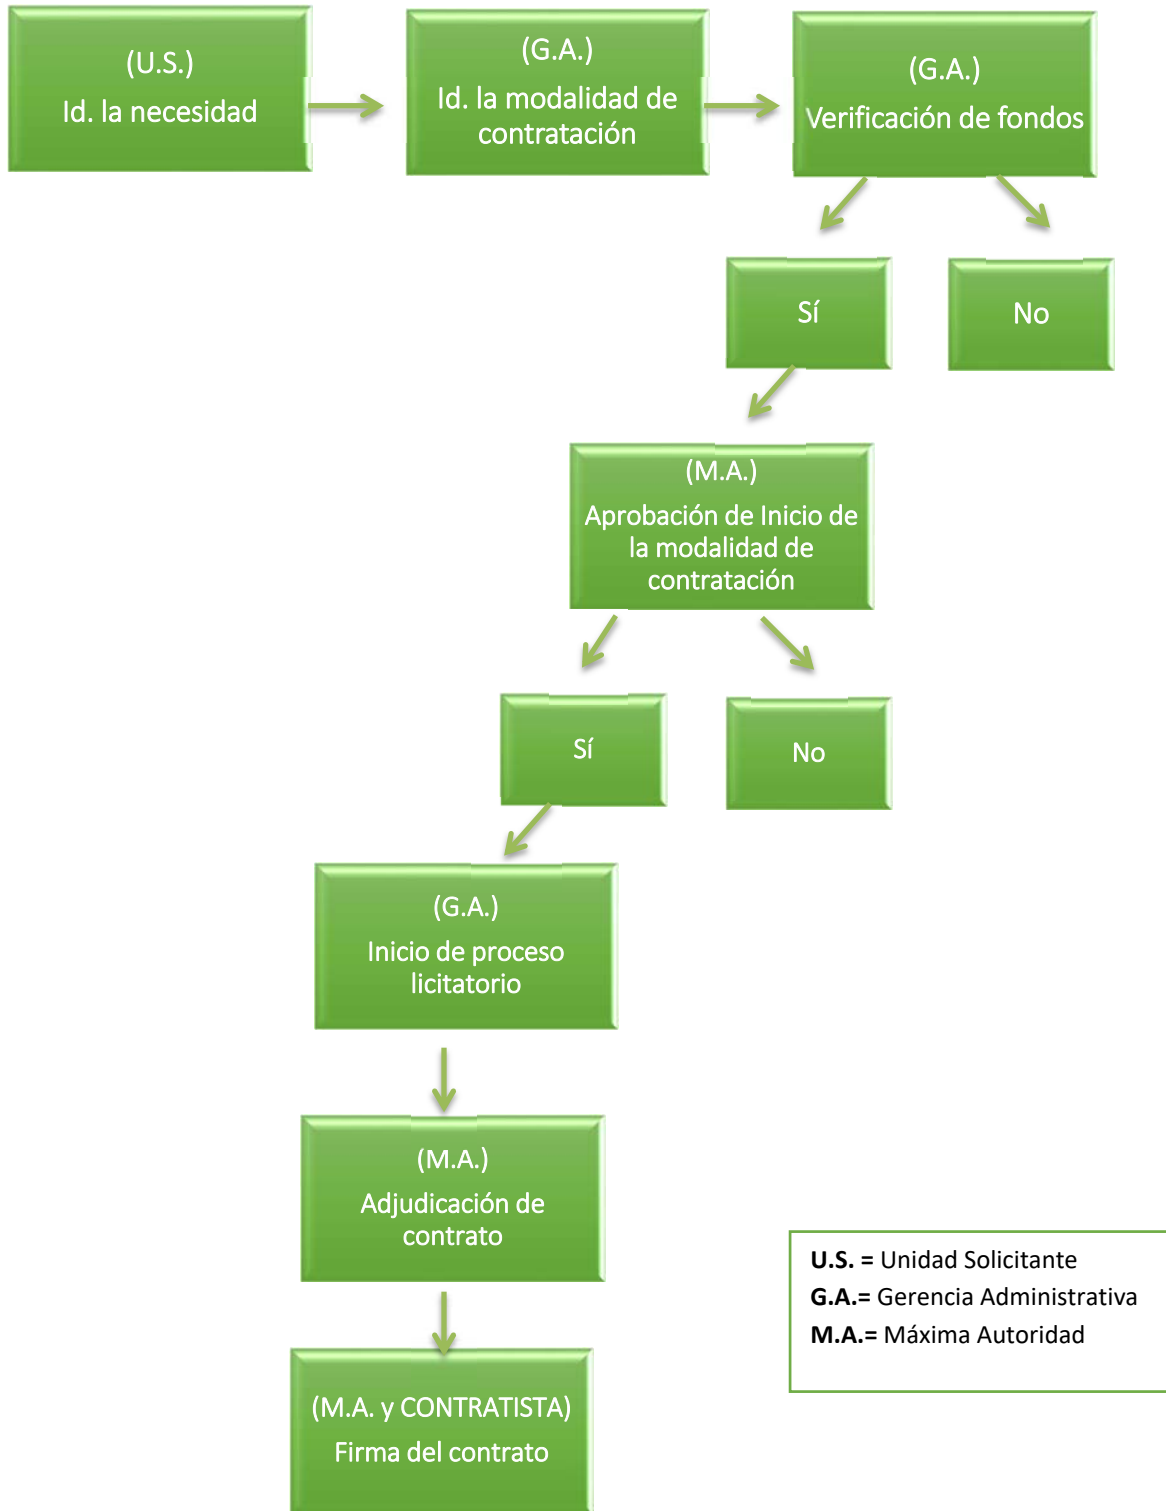 (U.S.)
Id. la necesidad
(G.A.)
Id. la modalidad de
contratación
(G.A.)
Verificación de fondos
Sí
No
(M.A.)
Aprobación de Inicio de
la modalidad de
contratación
Sí
No
(G.A.)
Inicio de proceso
licitatorio
(M.A.)
Adjudicación de
contrato
(M.A. y CONTRATISTA)
Firma del contrato
U.S. = Unidad Solicitante
G.A.= Gerencia Administrativa
M.A.= Máxima Autoridad